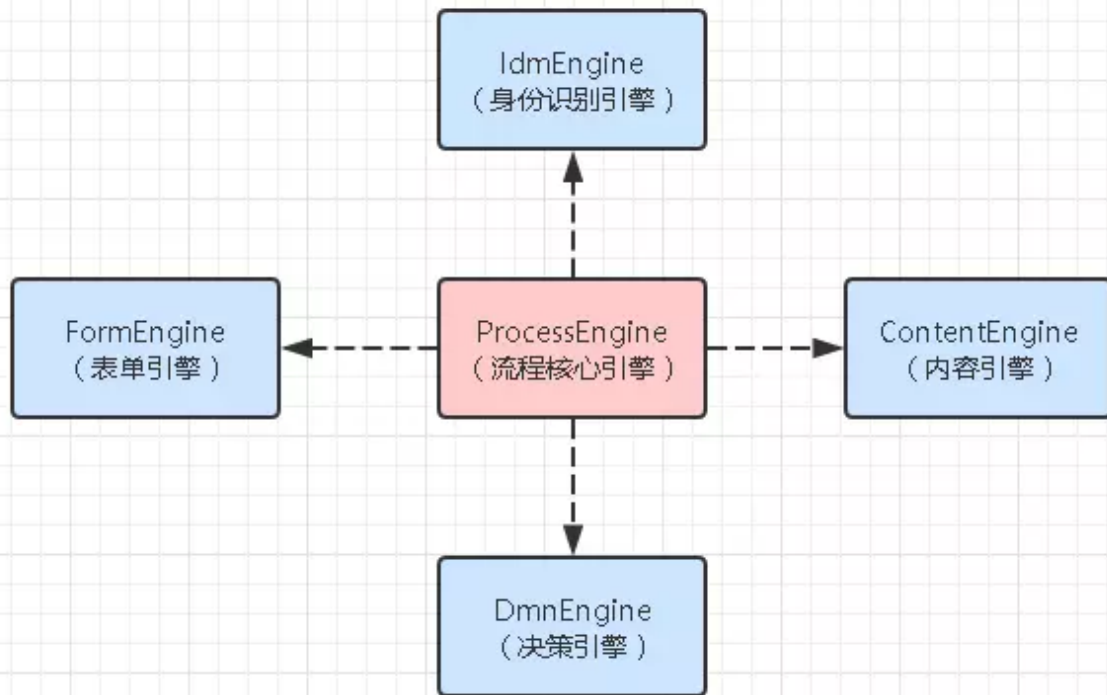 IdmEngine
（身份识别引擎）
FormEngine
（表单引擎）
ProcessEngine
（流程核心引擎）
ContentEngine
（内容引擎）
DmnEngine
（决策引擎）